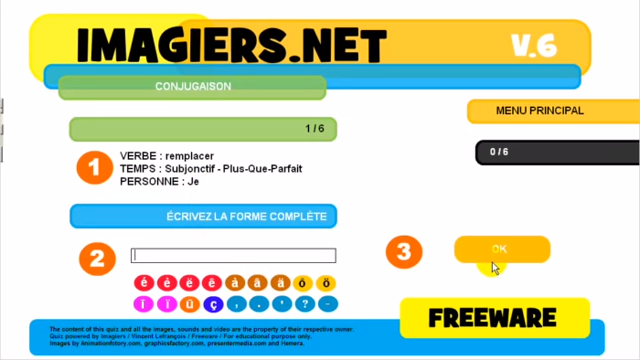 IMAGIERS.NET
V.6
CONJUGAISON
MENU PRINCIPAL
1 / 6
0 / 6
1
VERBE : remplacer
TEMPS : Subjonctif - Plus-Que-Parfait
PERSONNE : Je
ÉCRIVEZ LA FORME COMPLÈTE
2
3
OK
FREEWARE
The content of this quiz and all the images, sounds and video are the property of their respective owner.
Quiz powered by Imagiers / Vincent Lefrançois / Freeware / For educational purpose only.
Images by Animationfatory.com, graphicsfactory.com, presentermedia.com and Hemera.